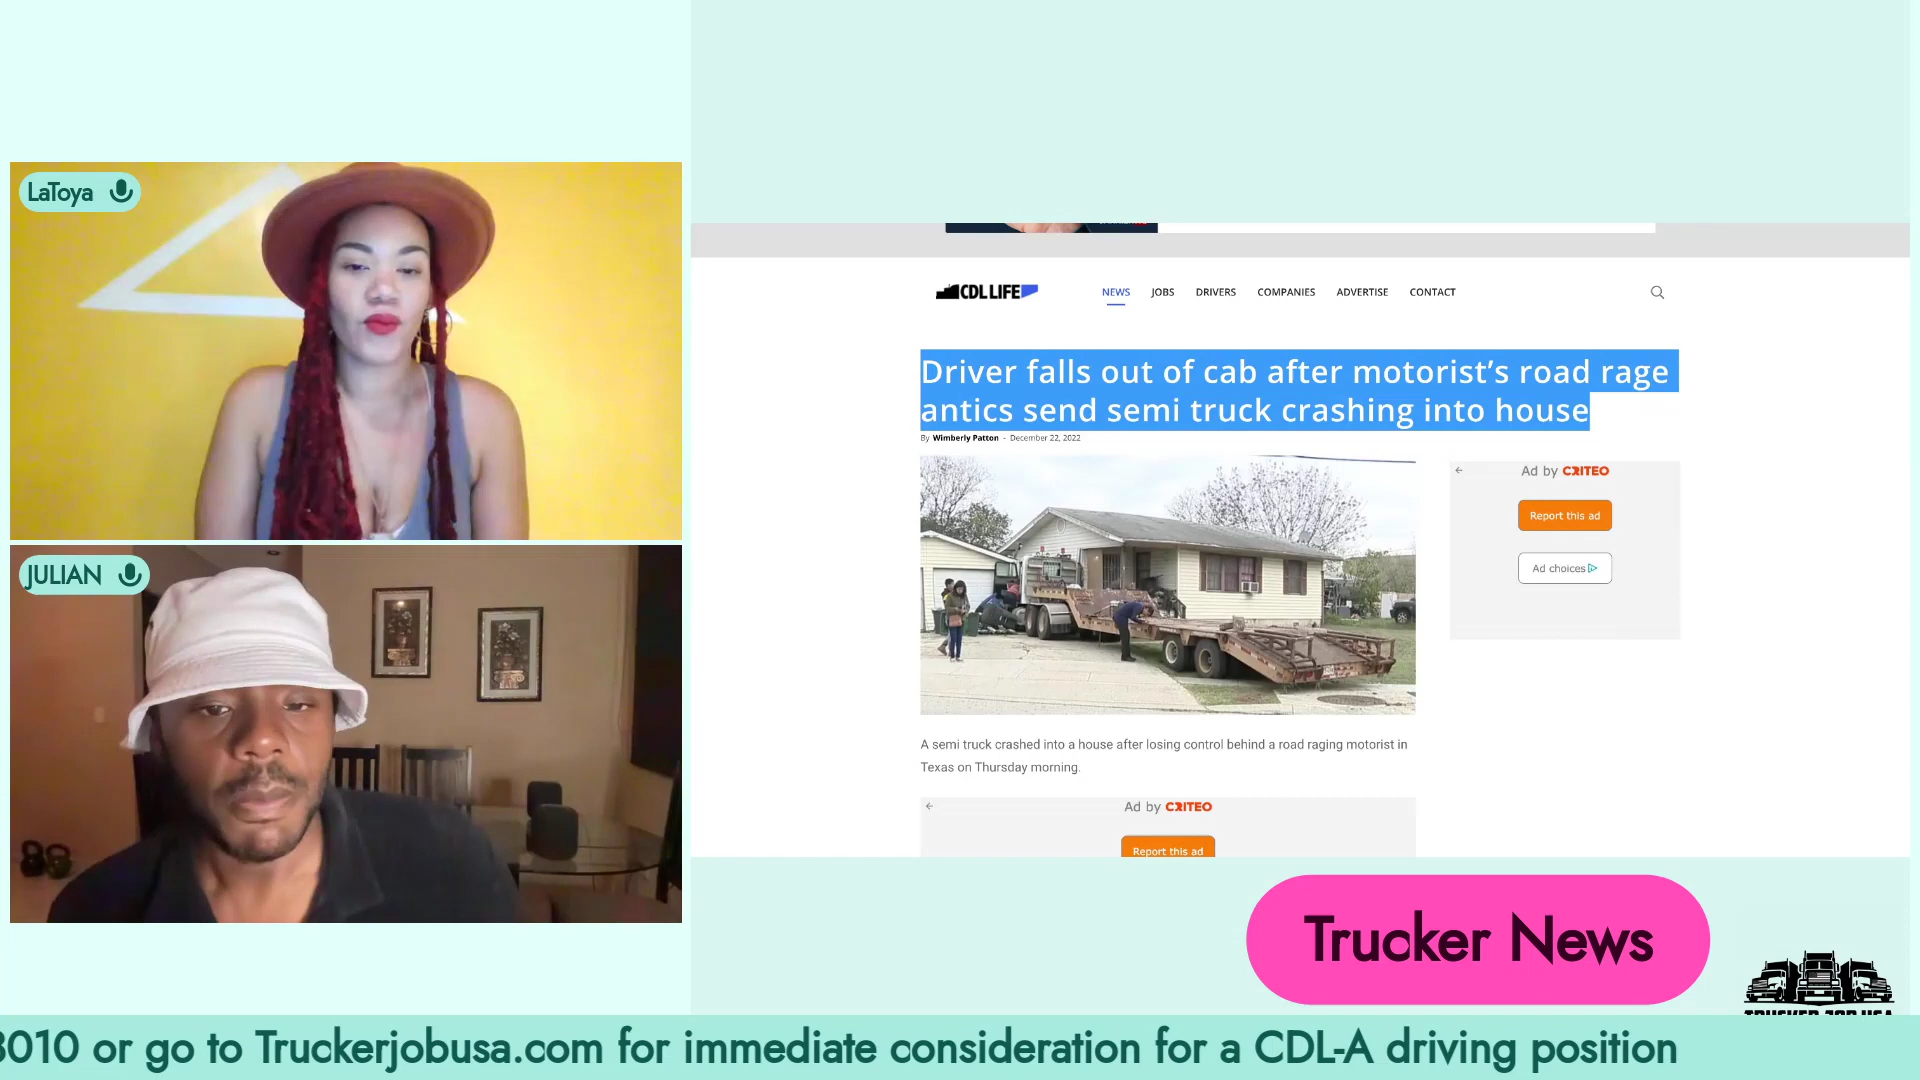 LaToya
JULIAN
CDL LIFE
NEWS
JOBS
DRIVERS
COMPANIES
ADVERTISE
CONTACT
Driver falls out of cab after motorist’s road rage
antics send semi truck crashing into house
By Wimberly Patton - December 22, 2022
Ad by CRITEO
Report this ad
Ad choices
A semi truck crashed into a house after losing control behind a road raging motorist in
Texas on Thursday morning.
Ad by CRITEO
Report this ad
Trucker News
TRUCKER JOB USA
3010 or go to Truckerjobusa.com for immediate consideration for a CDL-A driving position